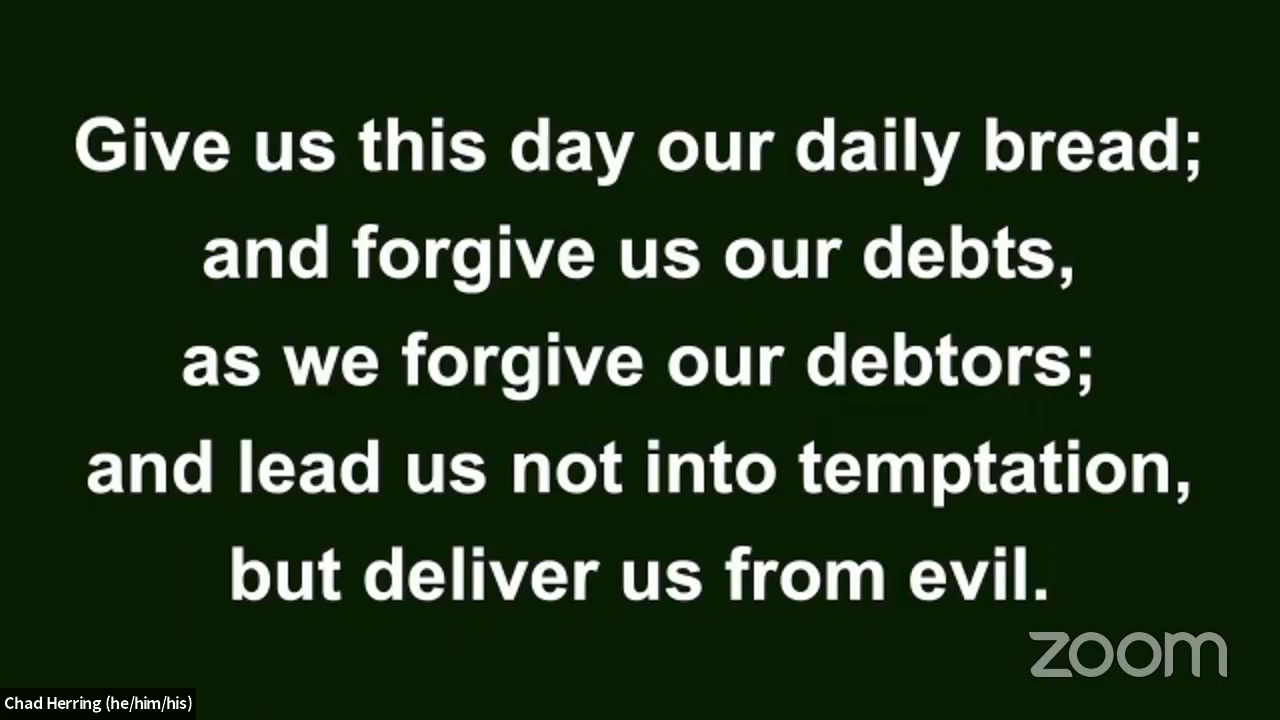 Give us this day our daily bread;
and forgive us our debts,
as we forgive our debtors;
and lead us not into temptation,
but deliver us from evil.
zoom
Chad Herring (he/him/his)